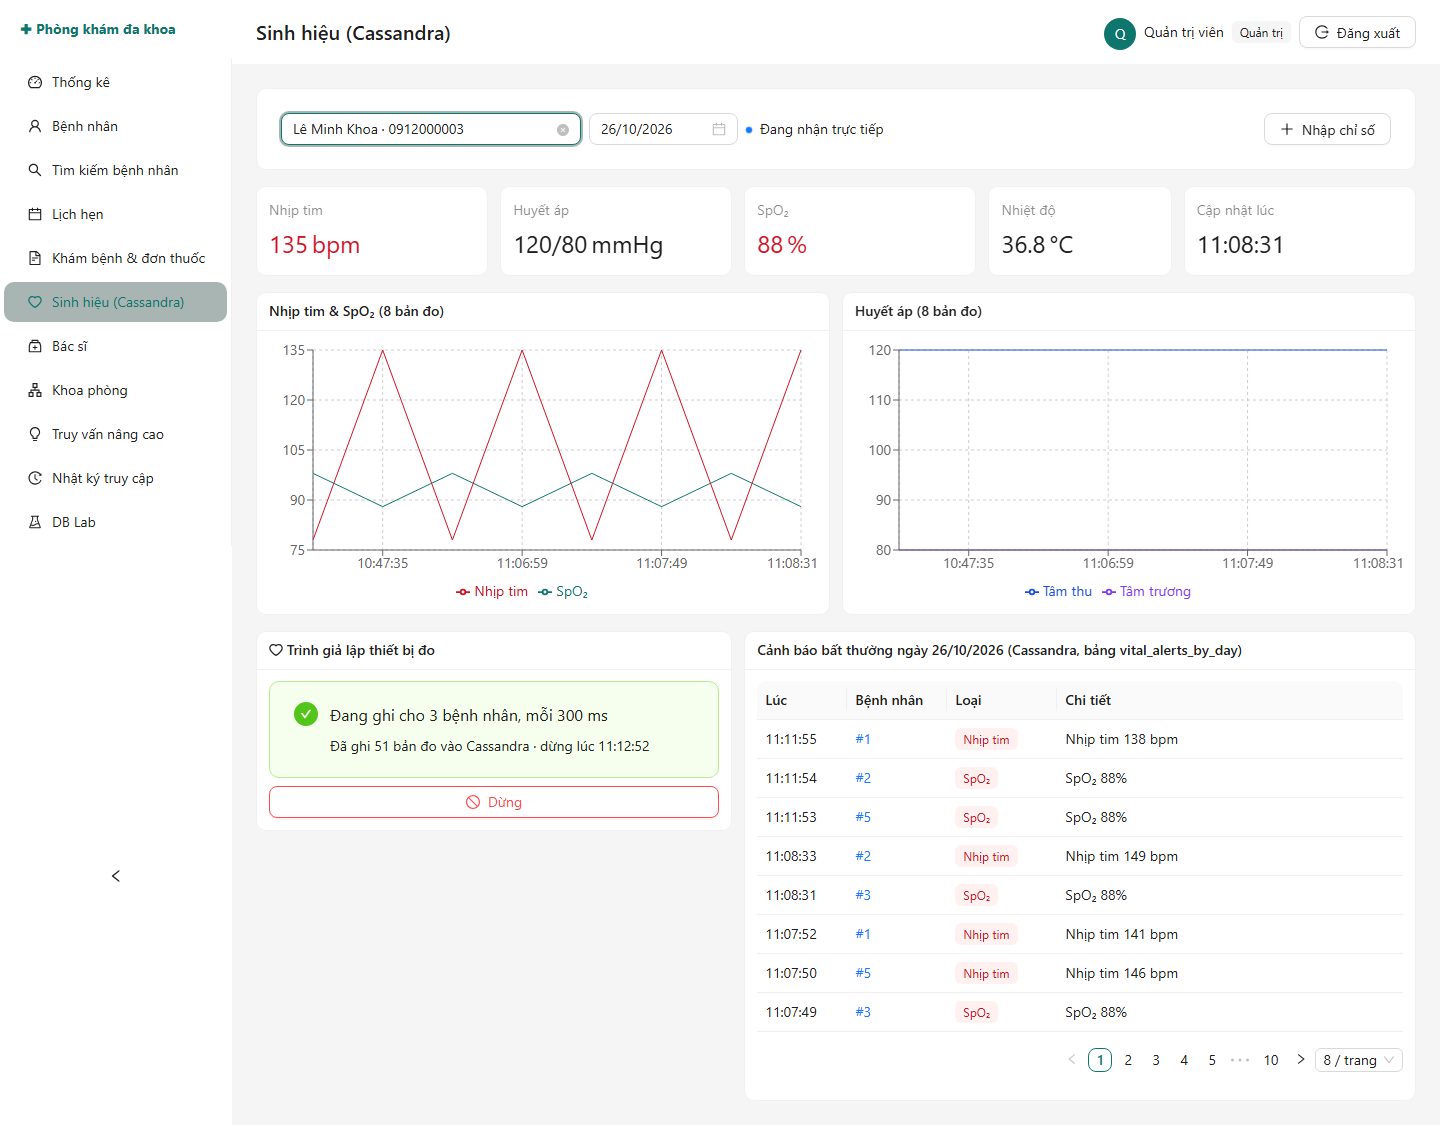 Phòng khám đa khoa
Sinh hiệu (Cassandra)
Q
Quản trị viên
Quản trị
Đăng xuất
Thống kê
Bệnh nhân
Tìm kiếm bệnh nhân
Lịch hẹn
Khám bệnh & đơn thuốc
Sinh hiệu (Cassandra)
Bác sĩ
Khoa phòng
Truy vấn nâng cao
Nhật ký truy cập
DB Lab
Lê Minh Khoa · 0912000003
26/10/2026
Đang nhận trực tiếp
Nhập chỉ số
Nhịp tim
135 bpm
Huyết áp
120/80 mmHg
SpO₂
88 %
Nhiệt độ
36.8 °C
Cập nhật lúc
11:08:31
Nhịp tim & SpO₂ (8 bản đo)
135
120
105
90
75
10:47:35
11:06:59
11:07:49
11:08:31
Nhịp tim
SpO₂
Huyết áp (8 bản đo)
120
110
100
90
80
10:47:35
11:06:59
11:07:49
11:08:31
Tâm thu
Tâm trương
Trình giả lập thiết bị đo
Đang ghi cho 3 bệnh nhân, mỗi 300 ms
Đã ghi 51 bản đo vào Cassandra · dừng lúc 11:12:52
Dừng
Cảnh báo bất thường ngày 26/10/2026 (Cassandra, bảng vital_alerts_by_day)
Lúc Bệnh nhân Loại Chi tiết
11:11:55 #1 Nhịp tim Nhịp tim 138 bpm
11:11:54 #2 SpO₂ SpO₂ 88%
11:11:53 #5 SpO₂ SpO₂ 88%
11:08:33 #2 Nhịp tim Nhịp tim 149 bpm
11:08:31 #3 SpO₂ SpO₂ 88%
11:07:52 #1 Nhịp tim Nhịp tim 141 bpm
11:07:50 #5 Nhịp tim Nhịp tim 146 bpm
11:07:49 #3 SpO₂ SpO₂ 88%
1 2 3 4 5 ••• 10 8 / trang